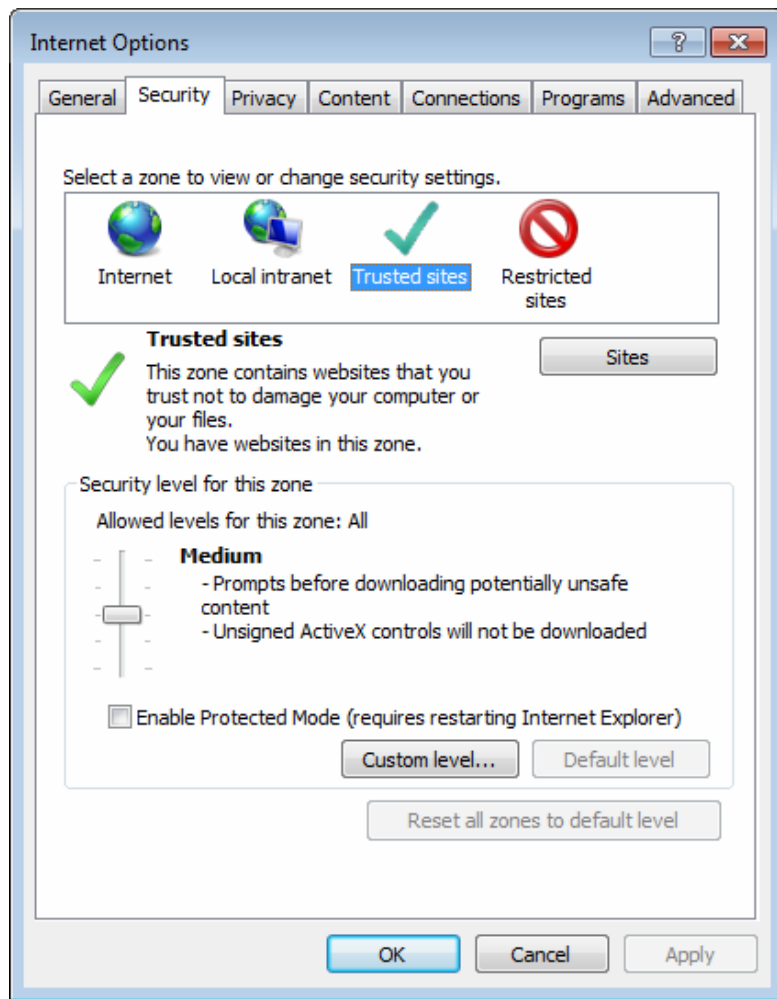 Internet Options
General Security Privacy Content Connections Programs Advanced
Select a zone to view or change security settings.
Internet Local intranet Trusted sites Restricted
sites
Trusted sites
Sites
This zone contains websites that you
trust not to damage your computer or
your files.
You have websites in this zone.
Security level for this zone
Allowed levels for this zone: All
Medium
- Prompts before downloading potentially unsafe
content
- Unsigned ActiveX controls will not be downloaded
Enable Protected Mode (requires restarting Internet Explorer)
Custom level... Default level
Reset all zones to default level
OK Cancel Apply